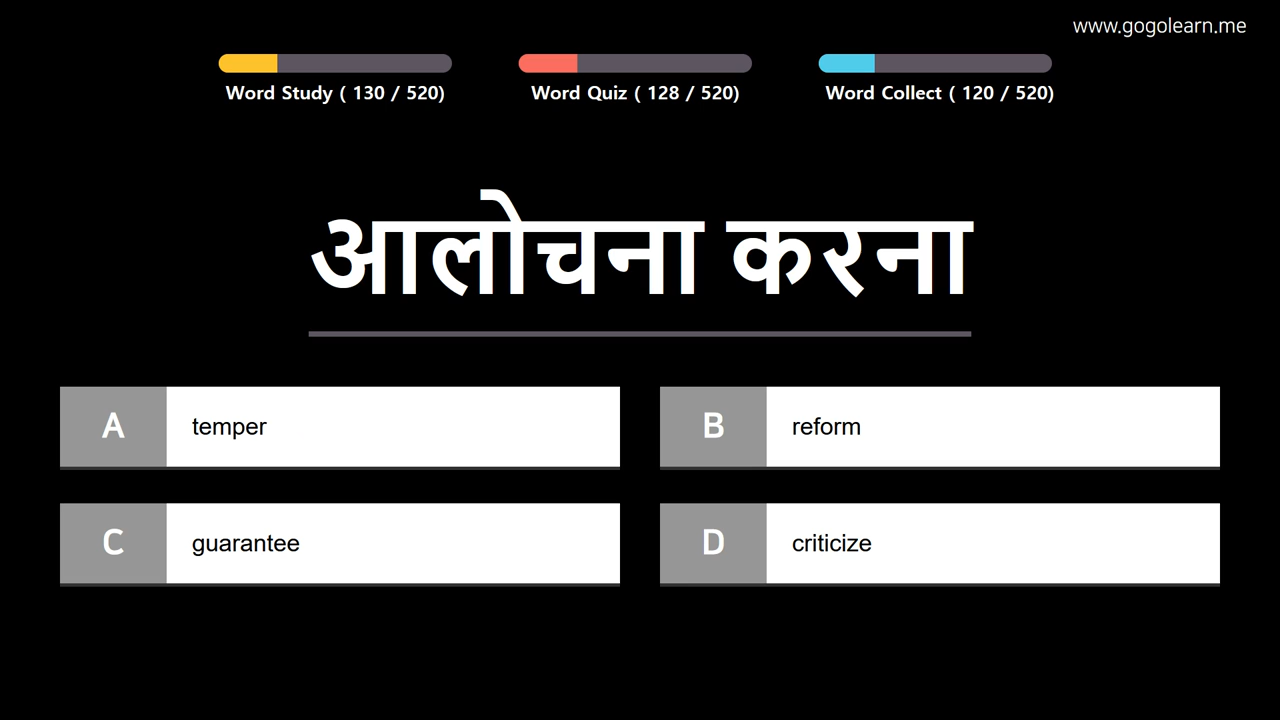 www.gogolearn.me
Word Study ( 130 / 520)
Word Quiz ( 128 / 520)
Word Collect ( 120 / 520)
आलोचना करना
A temper
B reform
C guarantee
D criticize